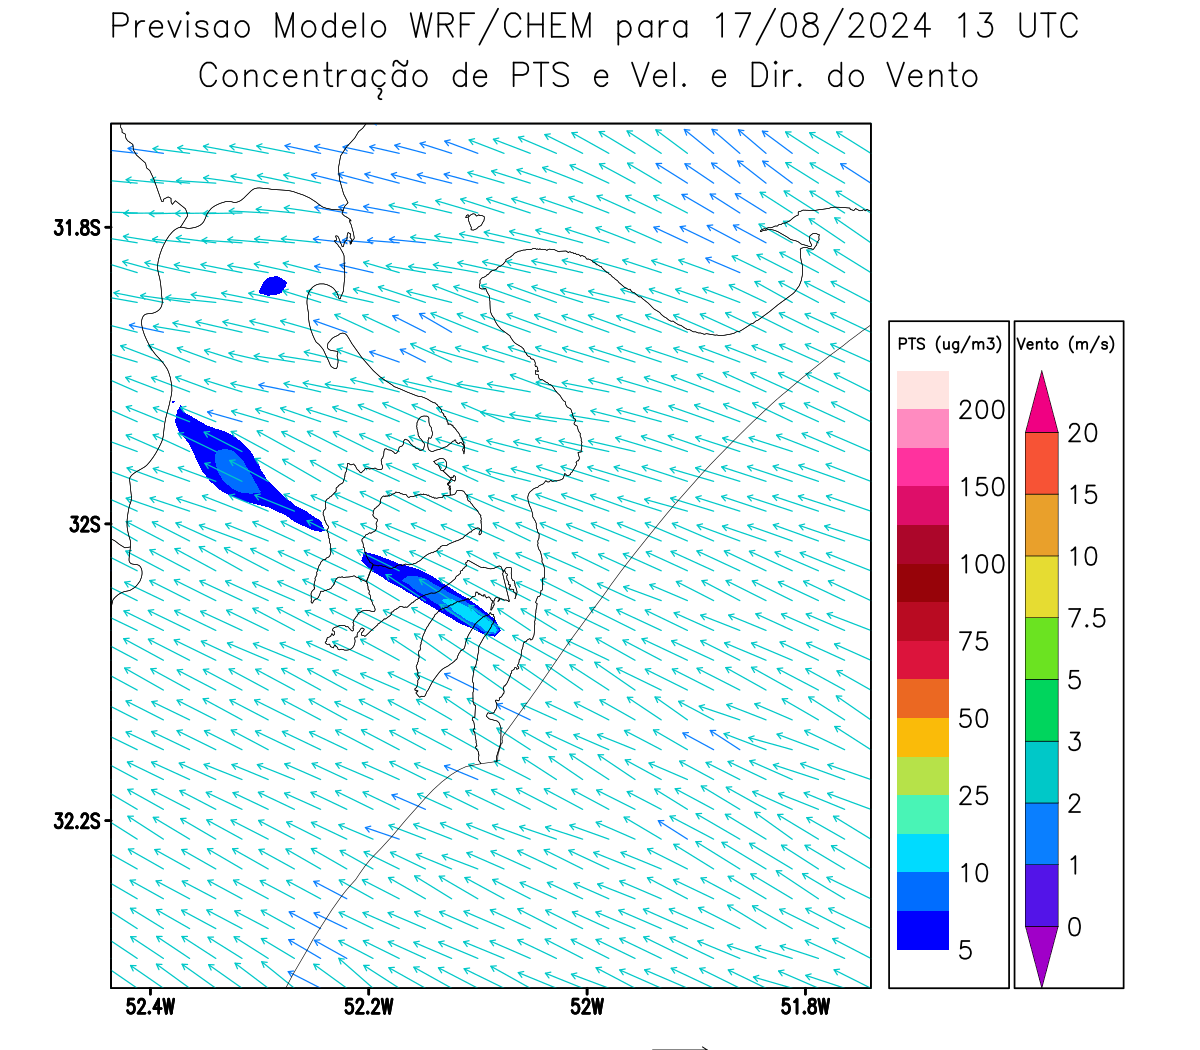 Previsao Modelo WRF/CHEM para 17/08/2024 13 UTC
Concentração de PTS e Vel. e Dir. do Vento
31.8S
32S
32.2S
52.4W 52.2W 52W 51.8W
PTS (ug/m3)
200
150
100
75
50
25
10
5
Vento (m/s)
20
15
10
7.5
5
3
2
1
0